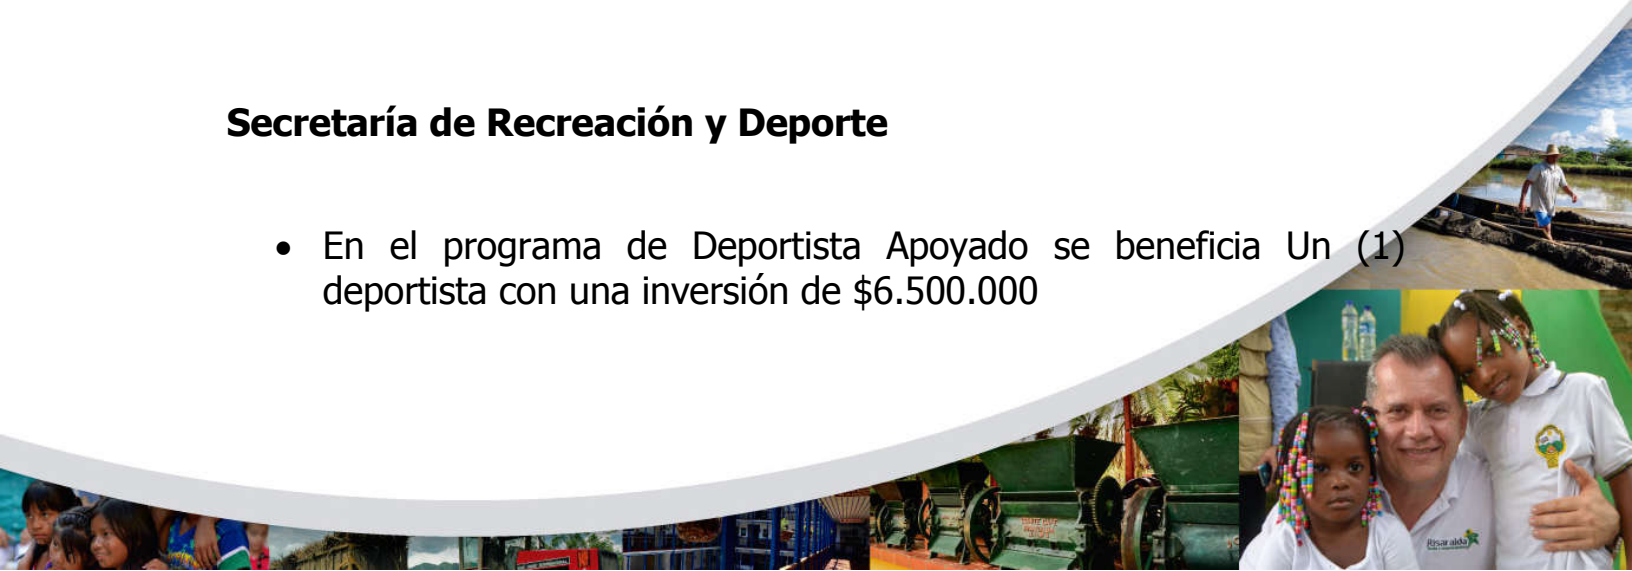 Secretaría de Recreación y Deporte
• En el programa de Deportista Apoyado se beneficia Un (1)
deportista con una inversión de $6.500.000
Risaralda